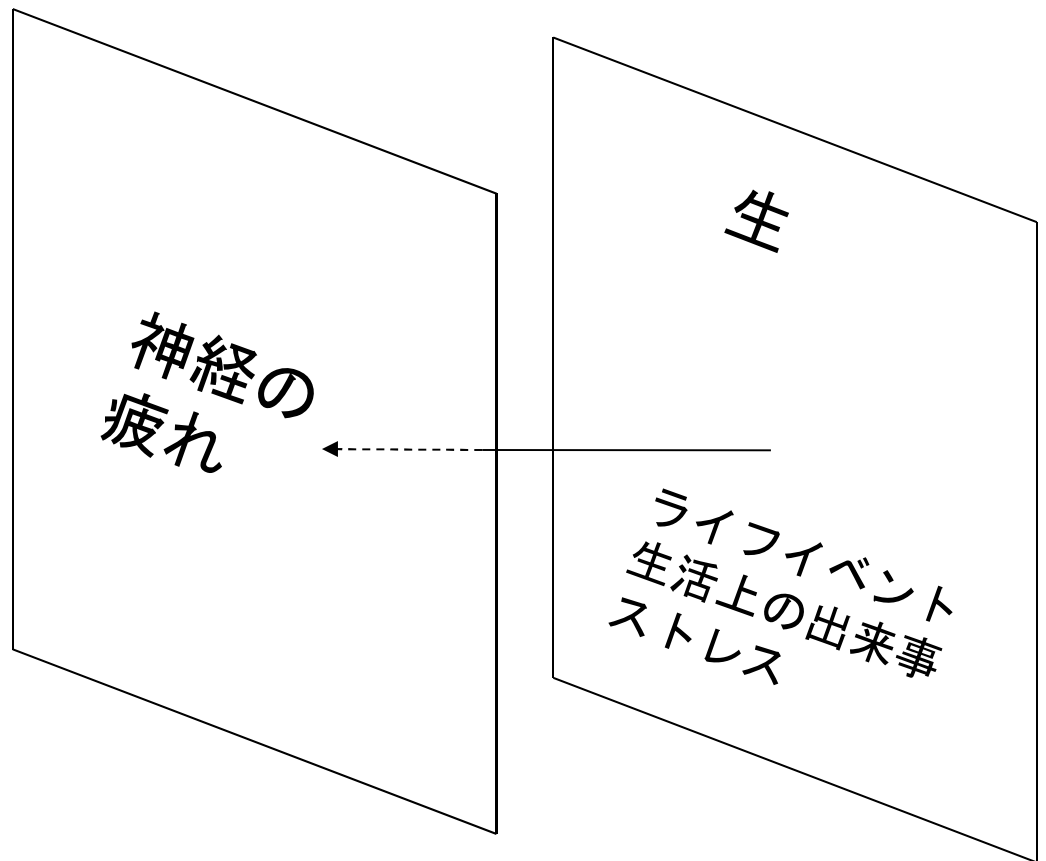 神経の
疲れ
生
ライフイベント
生活上の出来事
ストレス